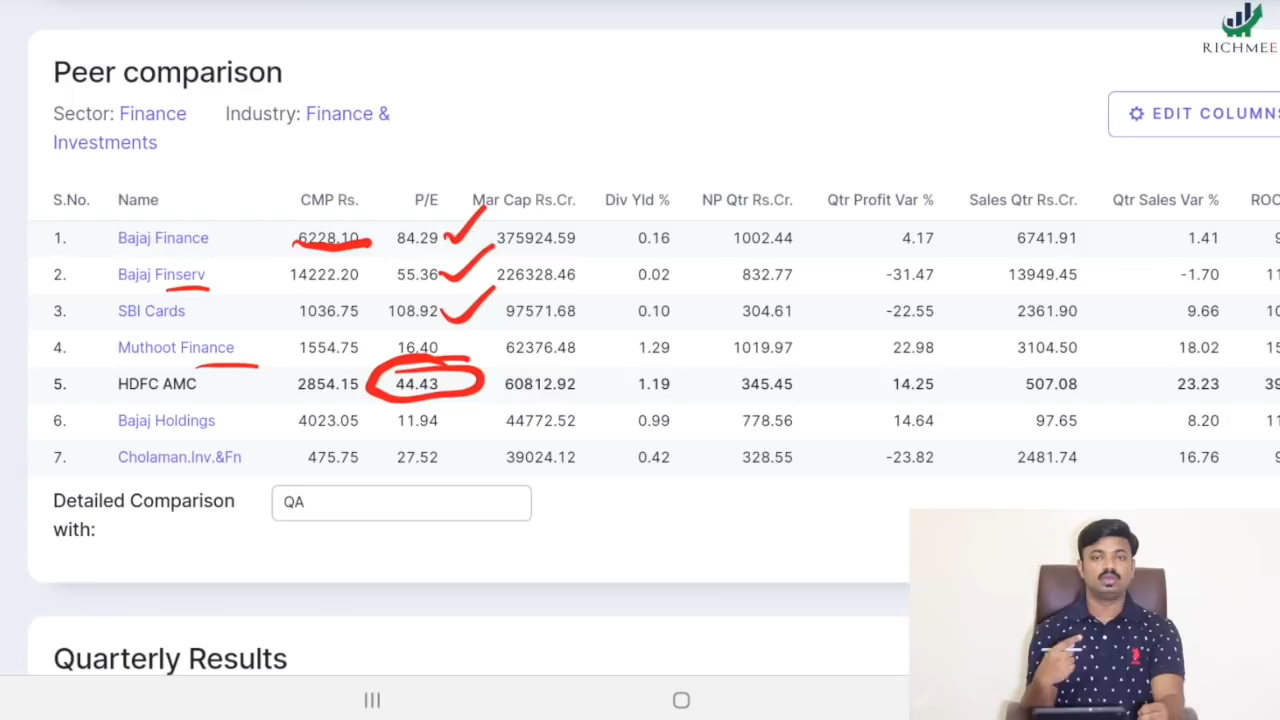 RICHMEE
Peer comparison
Sector: Finance Industry: Finance &
Investments
EDIT COLUMNS
S.No. Name CMP Rs. P/E Mar Cap Rs.Cr. Div Yld % NP Qtr Rs.Cr. Qtr Profit Var % Sales Qtr Rs.Cr. Qtr Sales Var % ROC
1. Bajaj Finance 6228.10 84.29 375924.59 0.16 1002.44 4.17 6741.91 1.41 9
2. Bajaj Finserv 14222.20 55.36 226328.46 0.02 832.77 -31.47 13949.45 -1.70 11
3. SBI Cards 1036.75 108.92 97571.68 0.10 304.61 -22.55 2361.90 9.66 10
4. Muthoot Finance 1554.75 16.40 62376.48 1.29 1019.97 22.98 3104.50 18.02 15
5. HDFC AMC 2854.15 44.43 60812.92 1.19 345.45 14.25 507.08 23.23 39
6. Bajaj Holdings 4023.05 11.94 44772.52 0.99 778.56 14.64 97.65 8.20 11
7. Cholaman.Inv.&Fn 475.75 27.52 39024.12 0.42 328.55 -23.82 2481.74 16.76 9
Detailed Comparison QA
with:
Quarterly Results